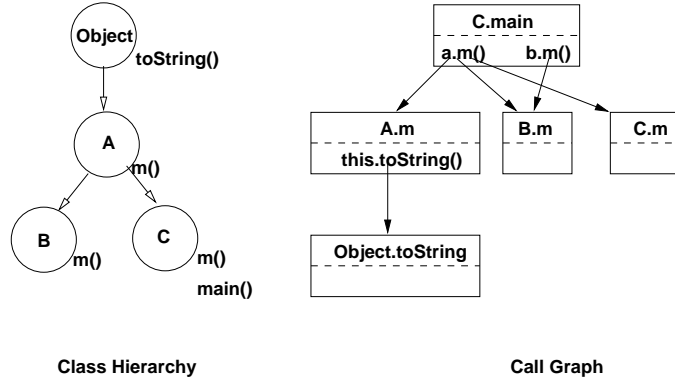 Object
toString()
A
m()
B
m()
C
m()
main()
Class Hierarchy
C.main
a.m() b.m()
A.m
this.toString()
B.m
C.m
Object.toString
Call Graph